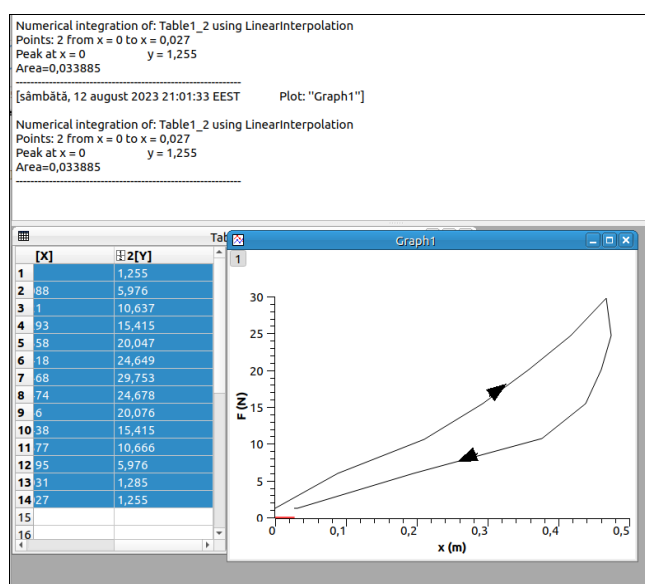 Numerical integration of: Table1_2 using LinearInterpolation
Points: 2 from x = 0 to x = 0,027
Peak at x = 0 y = 1,255
Area=0,033885
------------------------------------------------------------
[sâmbătă, 12 august 2023 21:01:33 EEST Plot: ''Graph1'']
Numerical integration of: Table1_2 using LinearInterpolation
Points: 2 from x = 0 to x = 0,027
Peak at x = 0 y = 1,255
Area=0,033885
------------------------------------------------------------
Tab
[X] 2[Y]
1 1,255
2 88 5,976
3 1 10,637
4 93 15,415
5 58 20,047
6 18 24,649
7 68 29,753
8 74 24,678
9 6 20,076
10 38 15,415
11 77 10,666
12 95 5,976
13 31 1,285
14 27 1,255
15
16
Graph1
1
30
25
20
15
10
5
0
F (N)
0 0,1 0,2 0,3 0,4 0,5
x (m)